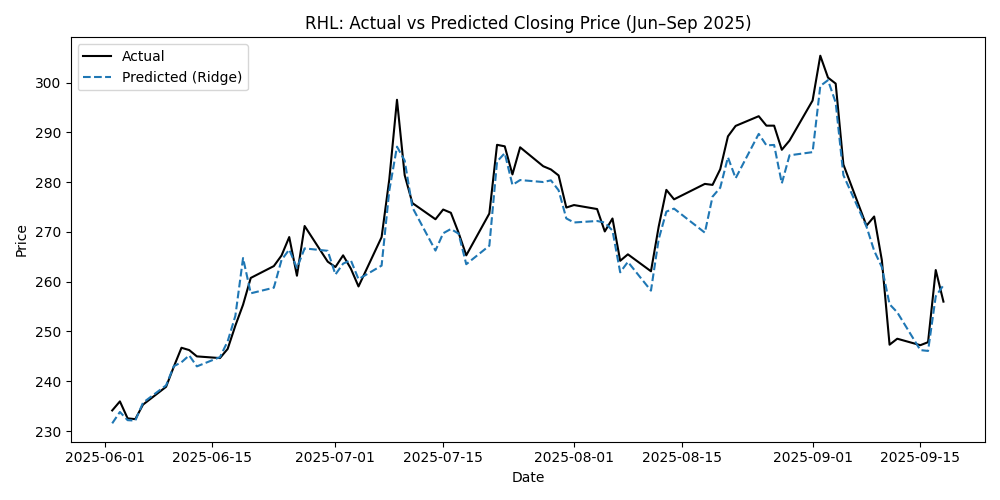 RHL: Actual vs Predicted Closing Price (Jun–Sep 2025)
Actual
Predicted (Ridge)
Price
300
290
280
270
260
250
240
230
2025-06-01 2025-06-15 2025-07-01 2025-07-15 2025-08-01 2025-08-15 2025-09-01 2025-09-15
Date